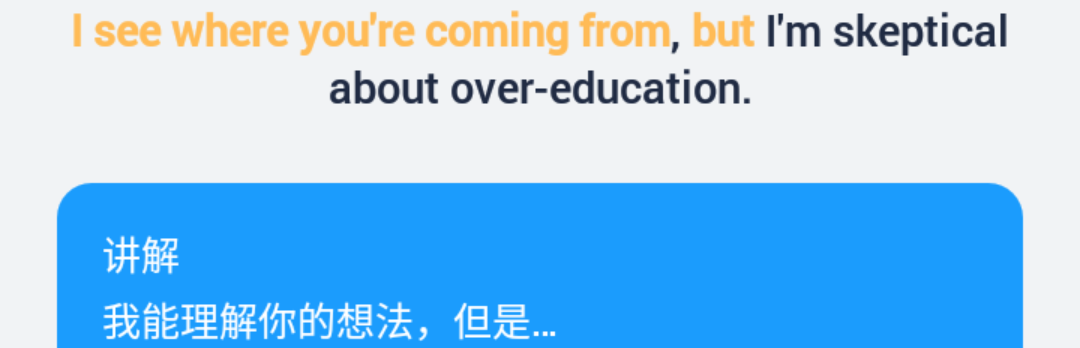 I see where you're coming from, but I'm skeptical
about over-education.
讲解
我能理解你的想法，但是...